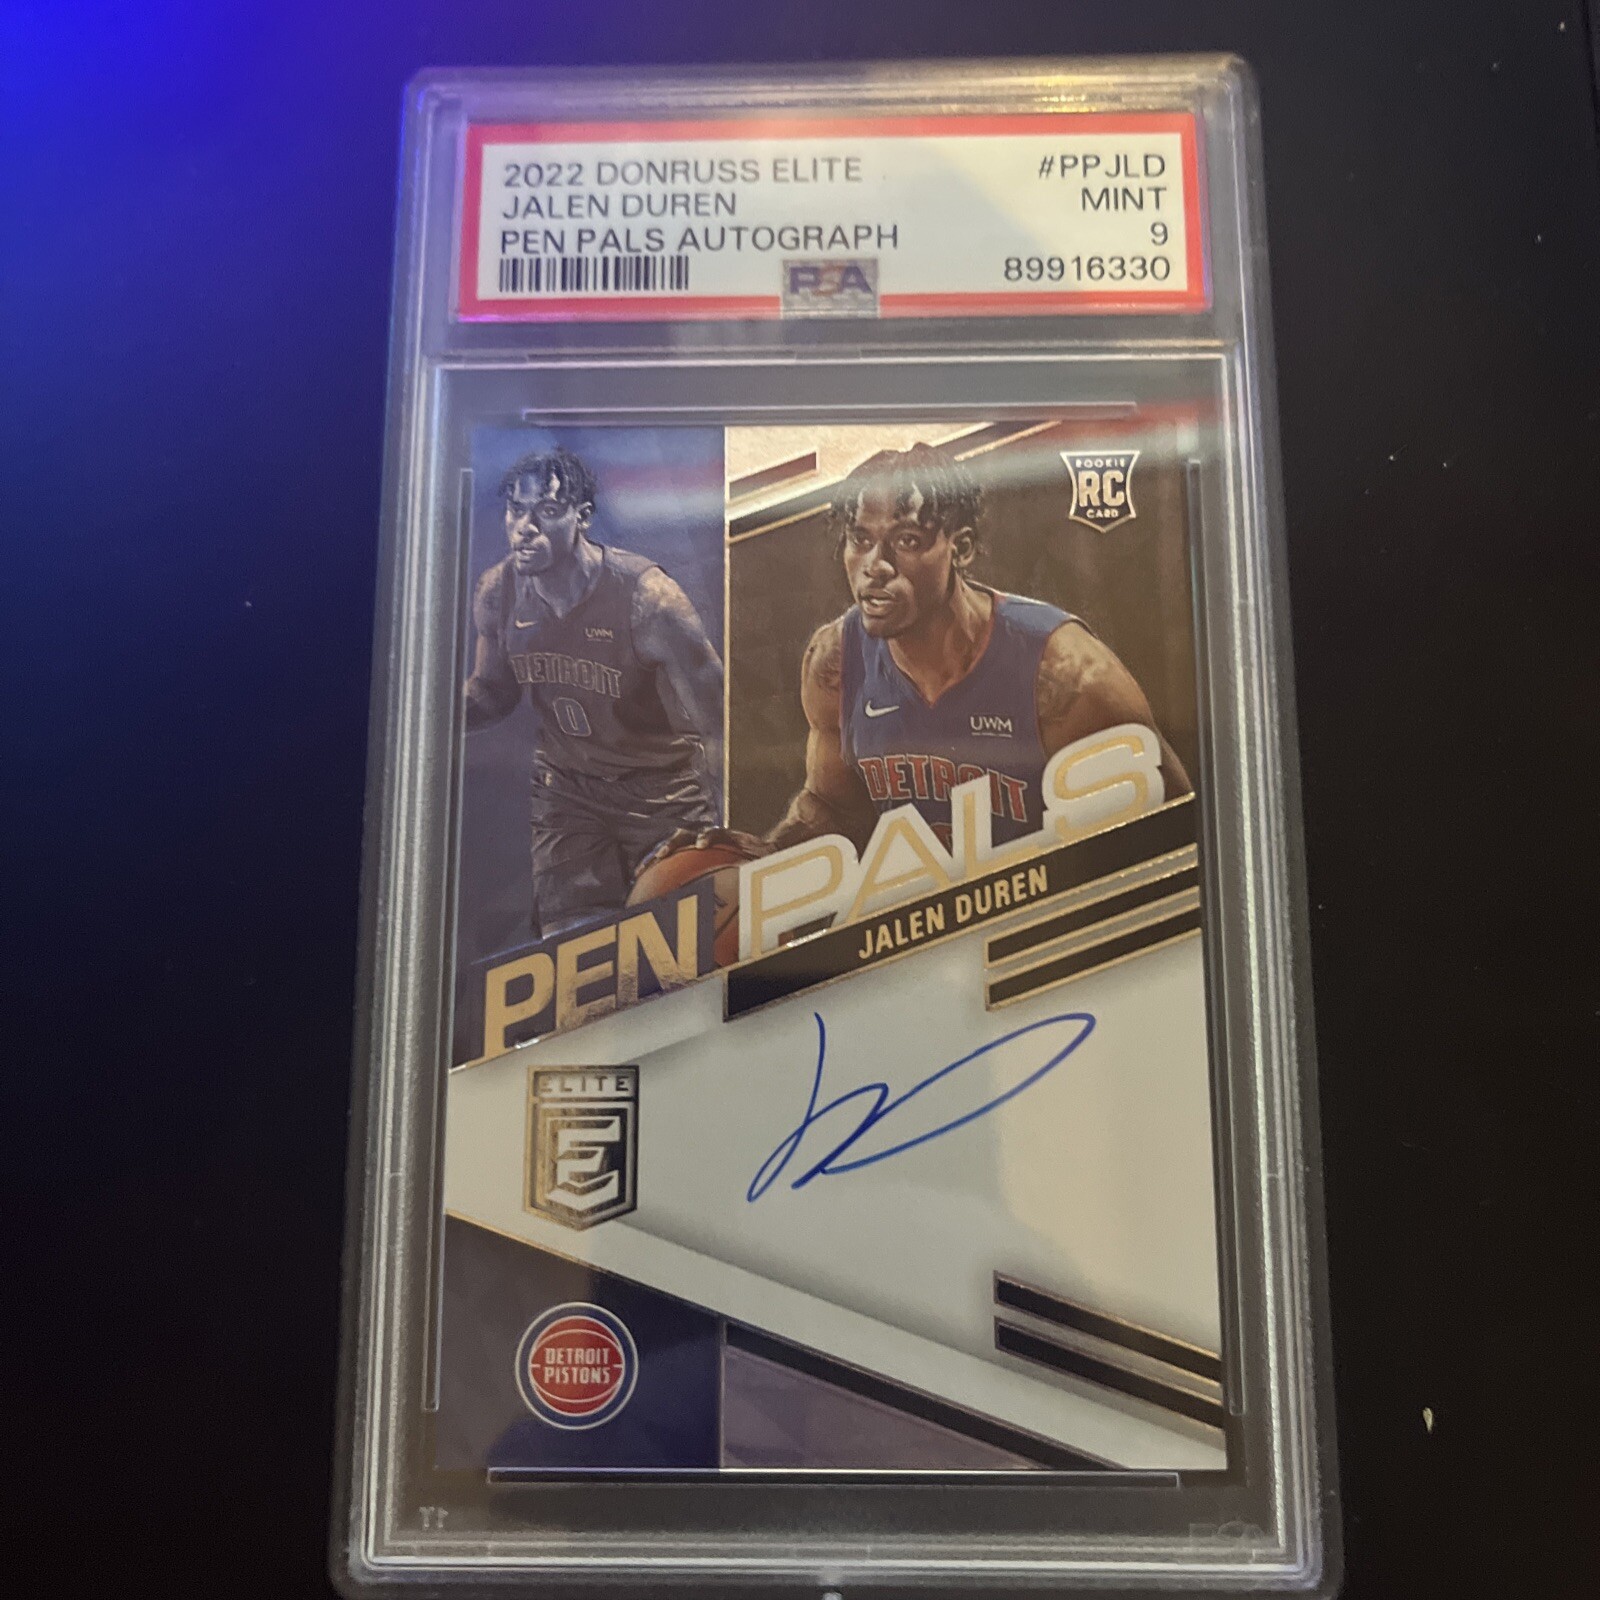 2022 DONRUSS ELITE #PPJLD
JALEN DUREN MINT
PEN PALS AUTOGRAPH 9
89916330
PSA
ROOKIE
RC
CARD
UWM
DETROIT
0
UWM
DETROIT
PEN PALS
JALEN DUREN
ELITE
E
DETROIT
PISTONS